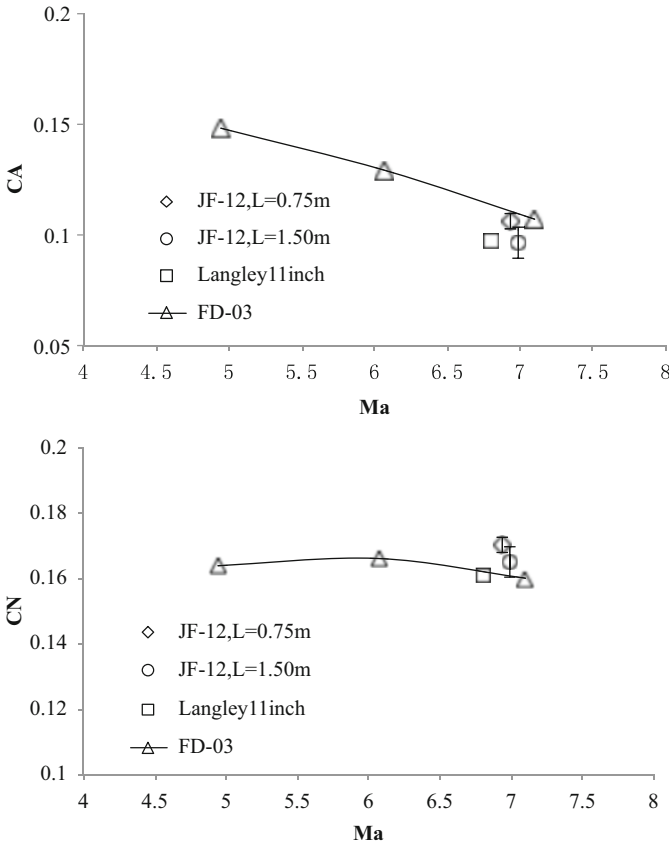 0.2
0.15
0.1
0.05
CA
JF-12,L=0.75m
JF-12,L=1.50m
Langley11inch
FD-03
4 4.5 5 5.5 6 6.5 7 7.5 8
Ma
0.2
0.18
0.16
0.14
0.12
0.1
CN
JF-12,L=0.75m
JF-12,L=1.50m
Langley11inch
FD-03
4 4.5 5 5.5 6 6.5 7 7.5 8
Ma